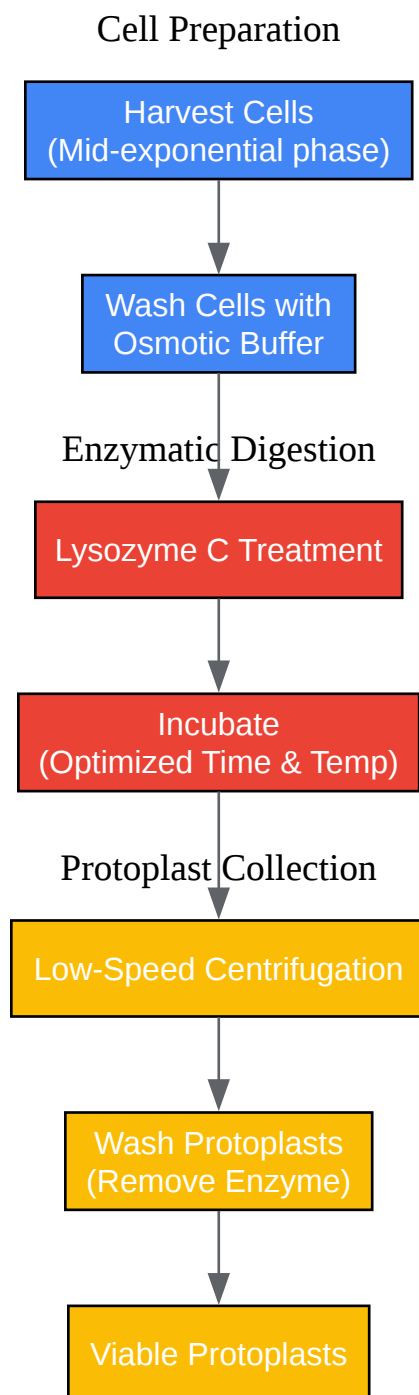 Cell Preparation
Harvest Cells
(Mid-exponential phase)
Wash Cells with
Osmotic Buffer
Enzymatic Digestion
Lysozyme C Treatment
Incubate
(Optimized Time & Temp)
Protoplast Collection
Low-Speed Centrifugation
Wash Protoplasts
(Remove Enzyme)
Viable Protoplasts